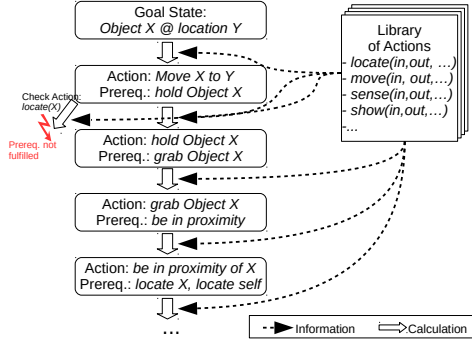 Goal State:
Object X @ location Y
Action: Move X to Y
Prereq.: hold Object X
Check Action:
locate(X)
Prereq. not
fulfilled
Action: hold Object X
Prereq.: grab Object X
Action: grab Object X
Prereq.: be in proximity
Action: be in proximity of X
Prereq.: locate X, locate self
...
Library
of Actions
- locate(in,out, ...)
- move(in, out,...)
- sense(in,out,...)
- show(in,out,...)
-...
Information
Calculation